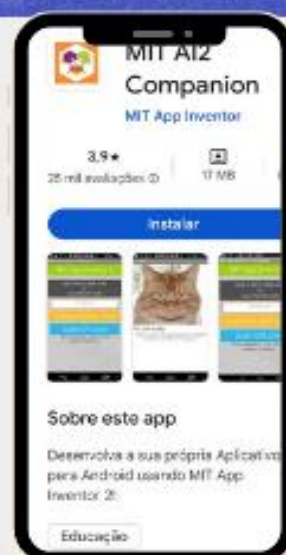 MIT AI2
Companion
MIT App Inventor
3,9★
25 mil avaliações
17 MB
Instalar
Sobre este app
Desenvolva a sua própria Aplicativo
para Android usando MIT App
Inventor 2!
Educação